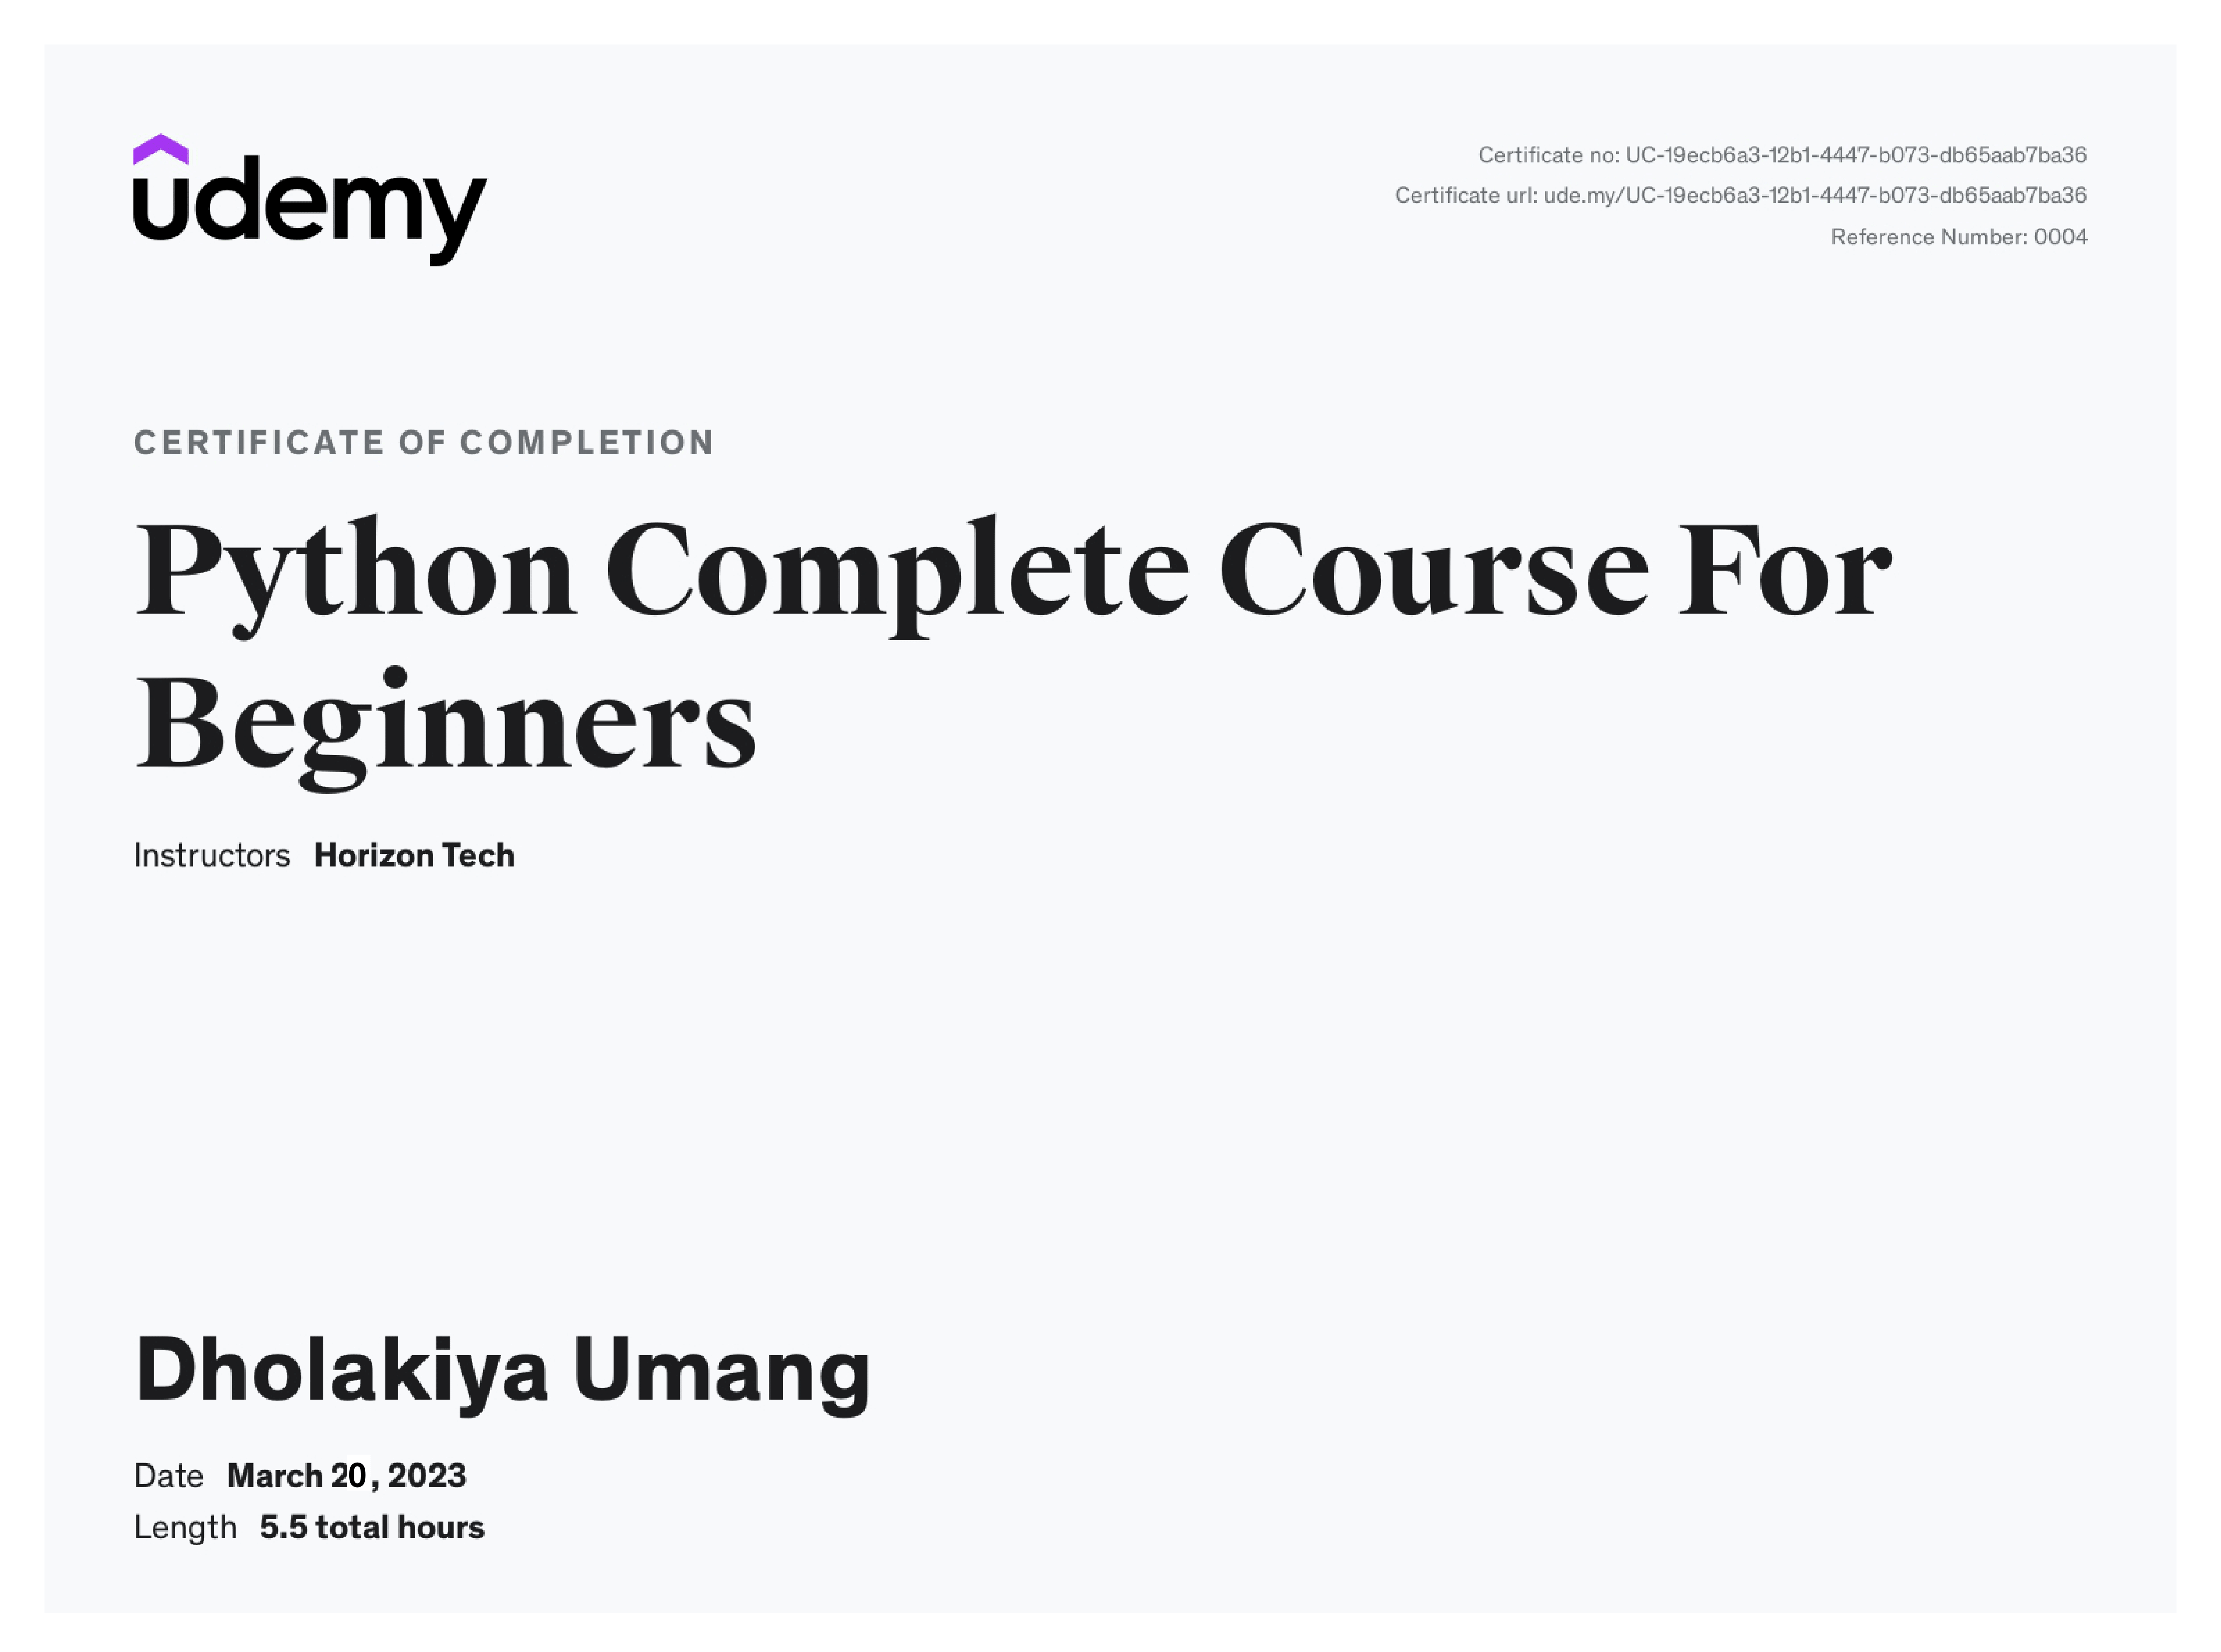 udemy
Certificate no: UC-19ecb6a3-12b1-4447-b073-db65aab7ba36
Certificate url: ude.my/UC-19ecb6a3-12b1-4447-b073-db65aab7ba36
Reference Number: 0004
CERTIFICATE OF COMPLETION
Python Complete Course For
Beginners
Instructors Horizon Tech
Dholakiya Umang
Date March 20, 2023
Length 5.5 total hours